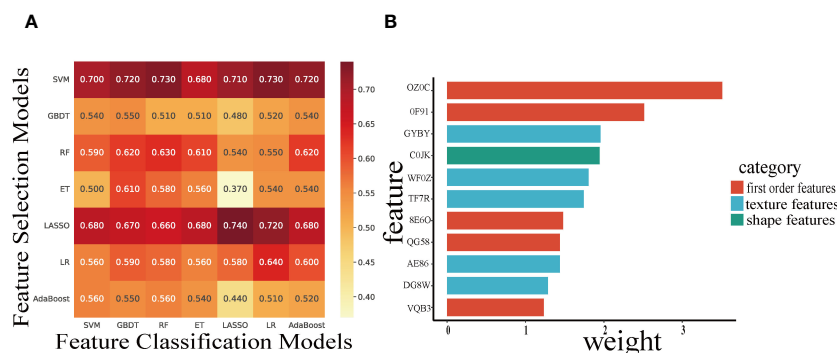 A
B
Feature Selection Models
SVM 0.700 0.720 0.730 0.680 0.710 0.730 0.720
GBDT 0.540 0.550 0.510 0.510 0.480 0.520 0.540
RF 0.590 0.620 0.630 0.610 0.540 0.550 0.620
ET 0.500 0.610 0.580 0.560 0.370 0.540 0.540
LASSO 0.680 0.670 0.660 0.680 0.740 0.720 0.680
LR 0.560 0.590 0.580 0.560 0.580 0.640 0.600
AdaBoost 0.560 0.550 0.560 0.540 0.440 0.510 0.520
SVM GBDT RF ET LASSO LR AdaBoost
Feature Classification Models
0.70
0.65
0.60
0.55
0.50
0.45
0.40
feature
OZ0C
0F91
GYBY
C0JK
WF0Z
TF7R
8E6O
QG58
AE86
DG8W
VQB3
0 1 2 3
weight
category
first order features
texture features
shape features